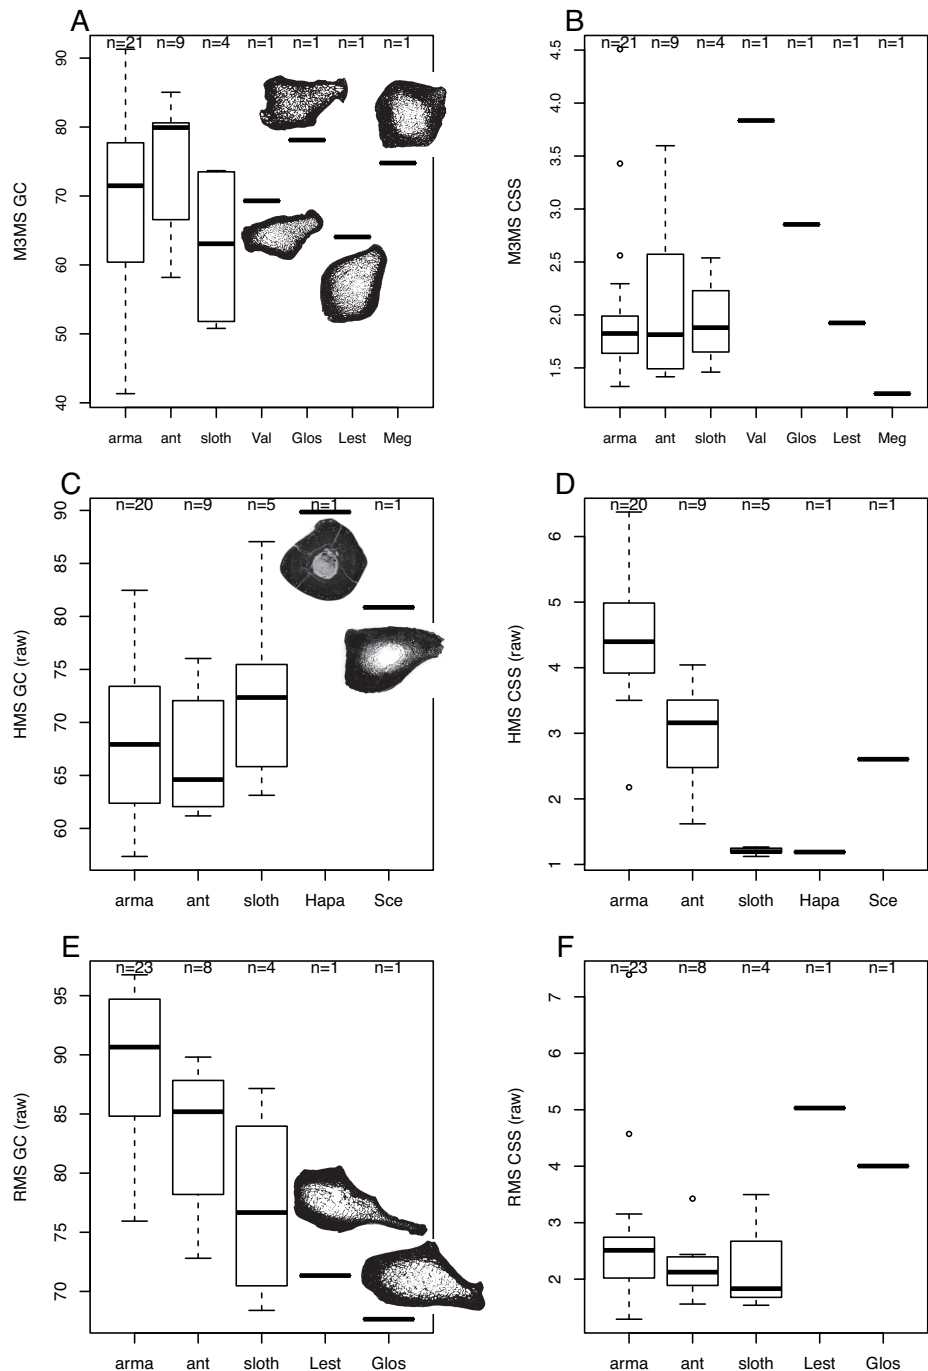 A
n=21 n=9 n=4 n=1 n=1 n=1 n=1
M3MS GC
90
80
70
60
50
40
arma ant sloth Val Glos Lest Meg
B
n=21 n=9 n=4 n=1 n=1 n=1 n=1
M3MS CSS
4.5
4.0
3.5
3.0
2.5
2.0
1.5
arma ant sloth Val Glos Lest Meg
C
n=20 n=9 n=5 n=1 n=1
HMS GC (raw)
90
85
80
75
70
65
60
arma ant sloth Hapa Sce
D
n=20 n=9 n=5 n=1 n=1
HMS CSS (raw)
6
5
4
3
2
1
arma ant sloth Hapa Sce
E
n=23 n=8 n=4 n=1 n=1
RMS GC (raw)
95
90
85
80
75
70
arma ant sloth Lest Glos
F
n=23 n=8 n=4 n=1 n=1
RMS CSS (raw)
7
6
5
4
3
2
arma ant sloth Lest Glos